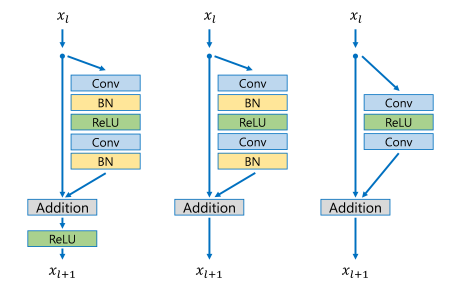 x_l
Conv
BN
ReLU
Conv
BN
Addition
ReLU
x_{l+1}
x_l
Conv
BN
ReLU
Conv
BN
Addition
x_{l+1}
x_l
Conv
ReLU
Conv
Addition
x_{l+1}